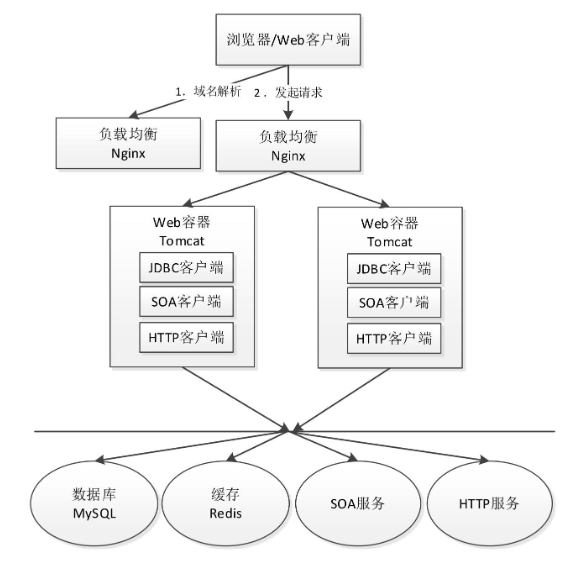 浏览器/Web客户端
1. 域名解析
2 . 发起请求
负载均衡
Nginx
负载均衡
Nginx
Web容器
Tomcat
JDBC客户端
SOA客户端
HTTP客户端
Web容器
Tomcat
JDBC客户端
SOA客户端
HTTP客户端
数据库
MySQL
缓存
Redis
SOA服务
HTTP服务